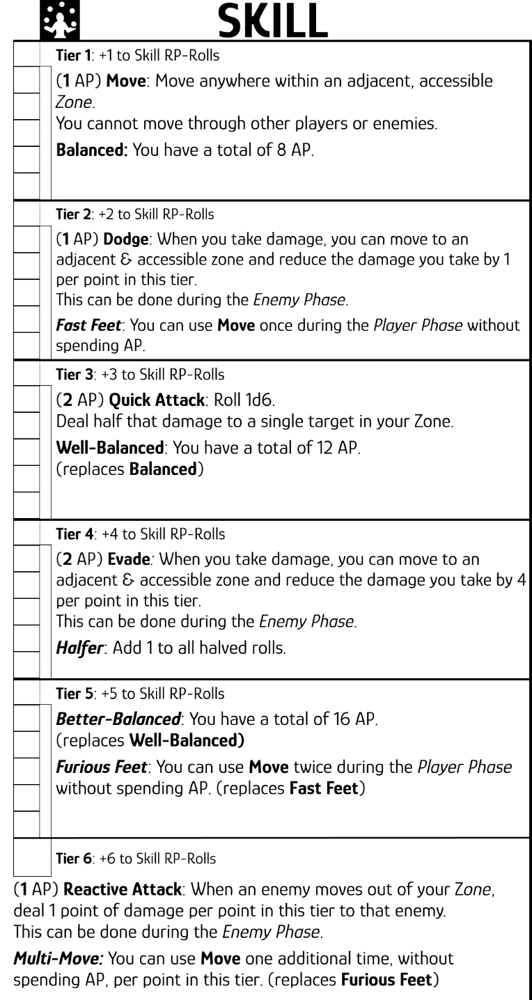 SKILL
Tier 1: +1 to Skill RP-Rolls
(1 AP) Move: Move anywhere within an adjacent, accessible
Zone.
You cannot move through other players or enemies.
Balanced: You have a total of 8 AP.
Tier 2: +2 to Skill RP-Rolls
(1 AP) Dodge: When you take damage, you can move to an
adjacent & accessible zone and reduce the damage you take by 1
per point in this tier.
This can be done during the Enemy Phase.
Fast Feet: You can use Move once during the Player Phase without
spending AP.
Tier 3: +3 to Skill RP-Rolls
(2 AP) Quick Attack: Roll 1d6.
Deal half that damage to a single target in your Zone.
Well-Balanced: You have a total of 12 AP.
(replaces Balanced)
Tier 4: +4 to Skill RP-Rolls
(2 AP) Evade: When you take damage, you can move to an
adjacent & accessible zone and reduce the damage you take by 4
per point in this tier.
This can be done during the Enemy Phase.
Halfer: Add 1 to all halved rolls.
Tier 5: +5 to Skill RP-Rolls
Better-Balanced: You have a total of 16 AP.
(replaces Well-Balanced)
Furious Feet: You can use Move twice during the Player Phase
without spending AP. (replaces Fast Feet)
Tier 6: +6 to Skill RP-Rolls
(1 AP) Reactive Attack: When an enemy moves out of your Zone,
deal 1 point of damage per point in this tier to that enemy.
This can be done during the Enemy Phase.
Multi-Move: You can use Move one additional time, without
spending AP, per point in this tier. (replaces Furious Feet)